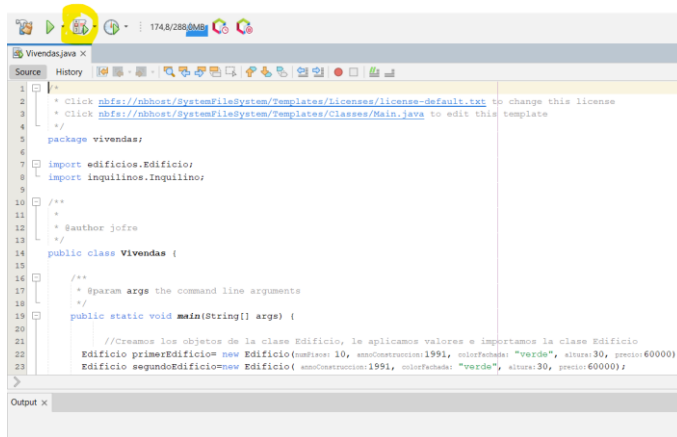 174,8/288,0MB
Vivendas.java ×
Source History
1 /*
2 * Click nbfs://nbhost/SystemFileSystem/Templates/Licenses/license-default.txt to change this license
3 * Click nbfs://nbhost/SystemFileSystem/Templates/Classes/Main.java to edit this template
4 */
5 package vivendas;
6
7 import edificios.Edificio;
8 import inquilinos.Inquilino;
9
10 /**
11 *
12 * @author jofre
13 */
14 public class Vivendas {
15
16 /**
17 * @param args the command line arguments
18 */
19 public static void main(String[] args) {
20
21 //Creamos los objetos de la clase Edificio, le aplicamos valores e importamos la clase Edificio
22 Edificio primerEdificio= new Edificio(numPisos: 10, annoConstruccion:1991, colorFachada: "verde", altura:30, precio:60000)
23 Edificio segundoEdificio=new Edificio( annoConstruccion:1991, colorFachada: "verde", altura:30, precio:60000);
Output ×